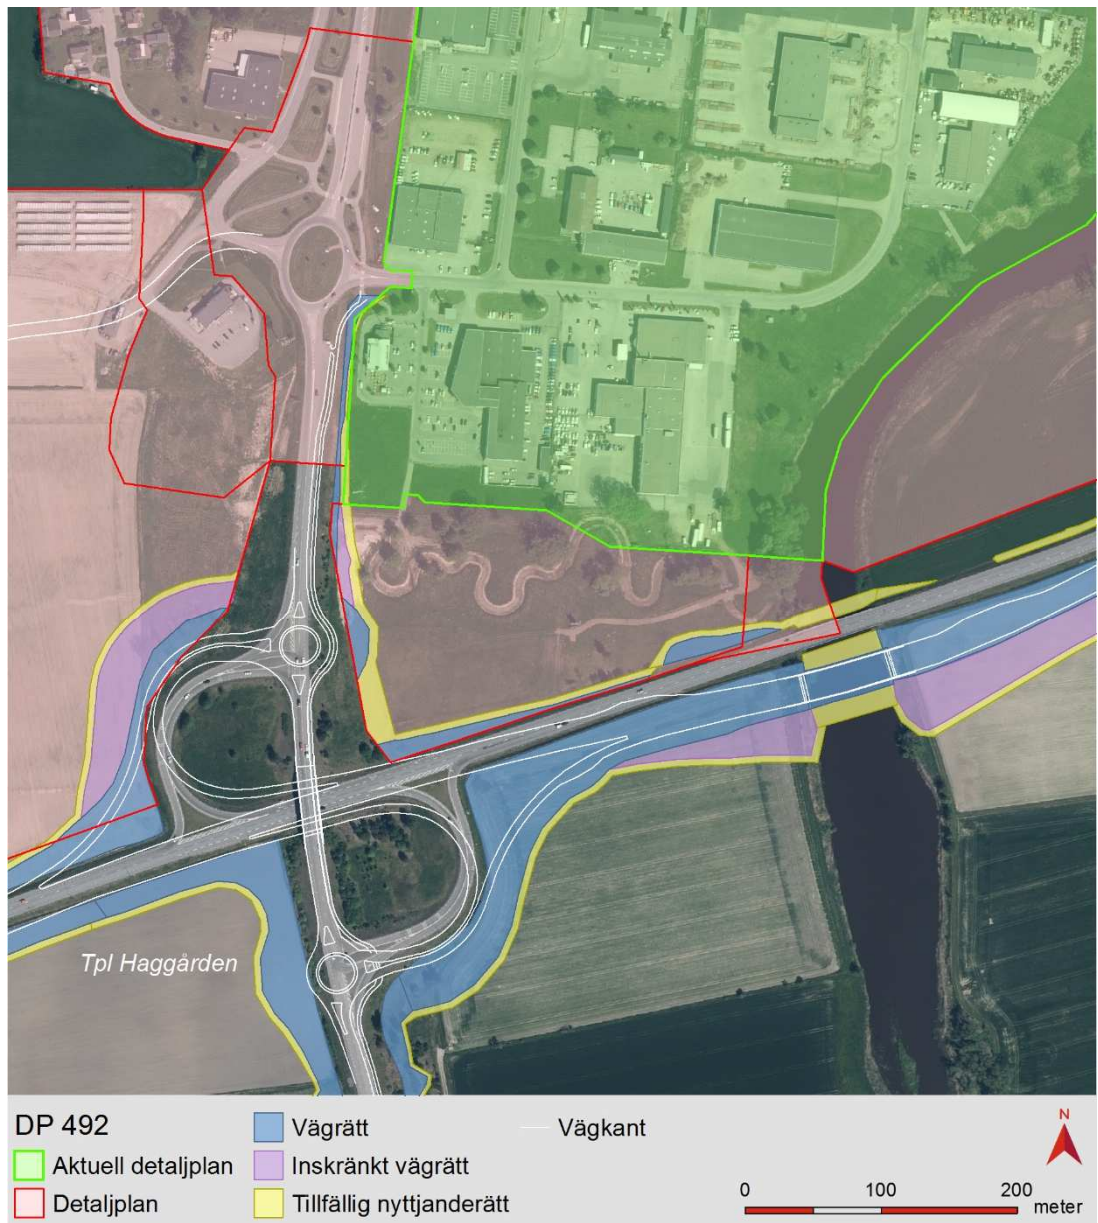 Tpl Haggården
DP 492
Aktuell detaljplan
Detaljplan
Vägrätt
Inskränkt vägrätt
Tillfällig nyttjanderätt
Vägkant
N
0 100 200
meter